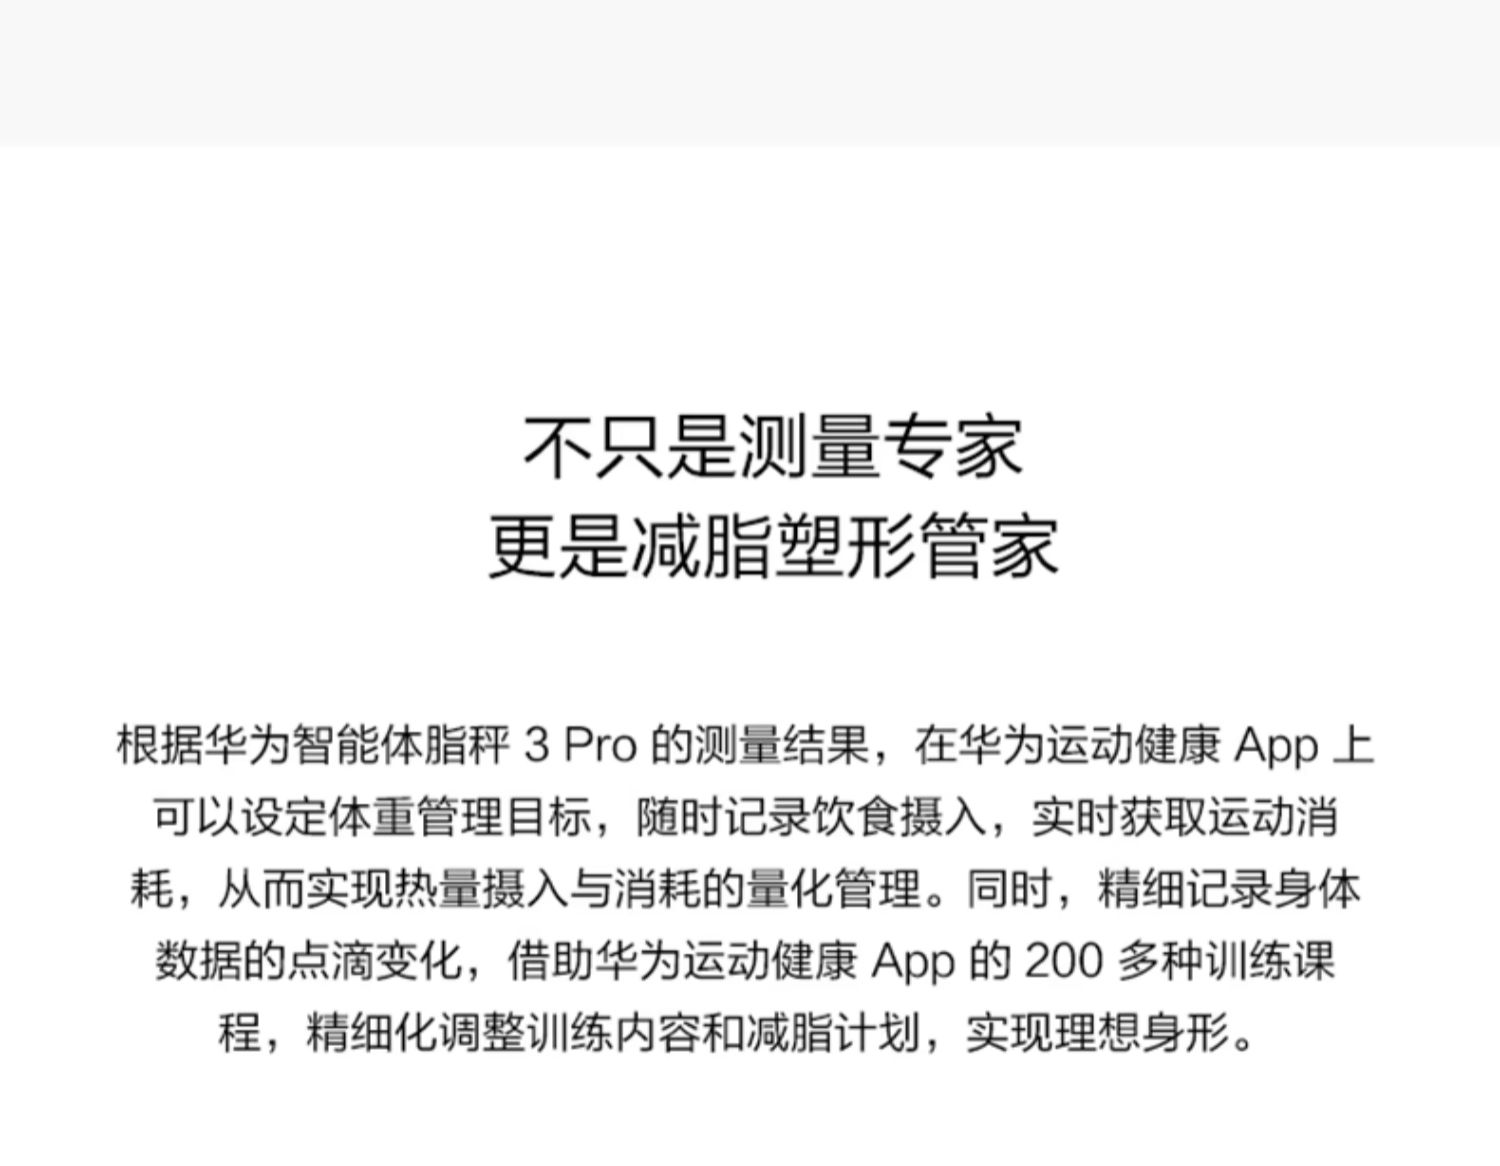 不只是测量专家
更是减脂塑形管家
根据华为智能体脂秤 3 Pro 的测量结果，在华为运动健康 App 上
可以设定体重管理目标，随时记录饮食摄入，实时获取运动消
耗，从而实现热量摄入与消耗的量化管理。同时，精细记录身体
数据的点滴变化，借助华为运动健康 App 的 200 多种训练课
程，精细化调整训练内容和减脂计划，实现理想身形。